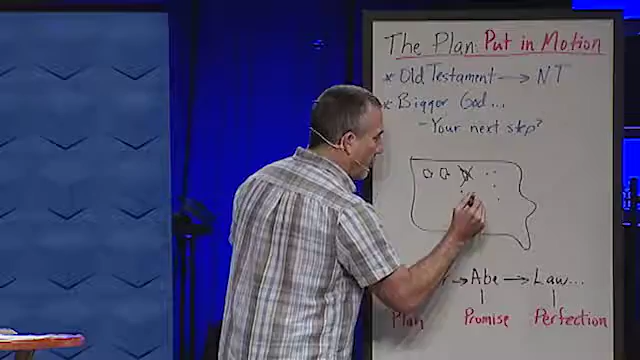 The Plan: Put in Motion
* Old Testament → NT
* Bigger God...
- Your next step?
→ Abe → Law...
Plan Promise Perfection